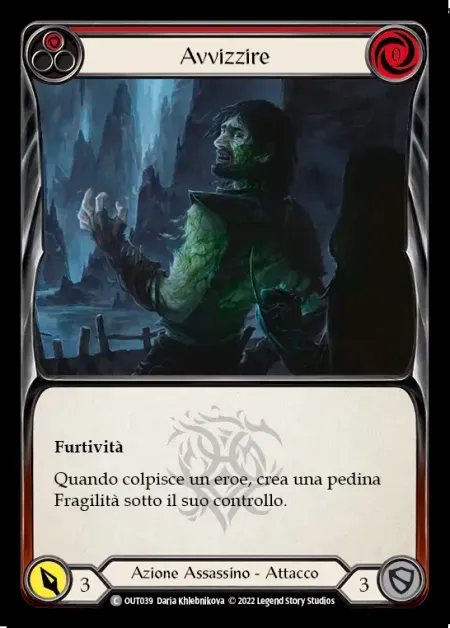 Avvizzire
0
Furtività
Quando colpisce un eroe, crea una pedina
Fragilità sotto il suo controllo.
3
Azione Assassino - Attacco
3
C OUT039 Daria Khlebnikova © 2022 Legend Story Studios